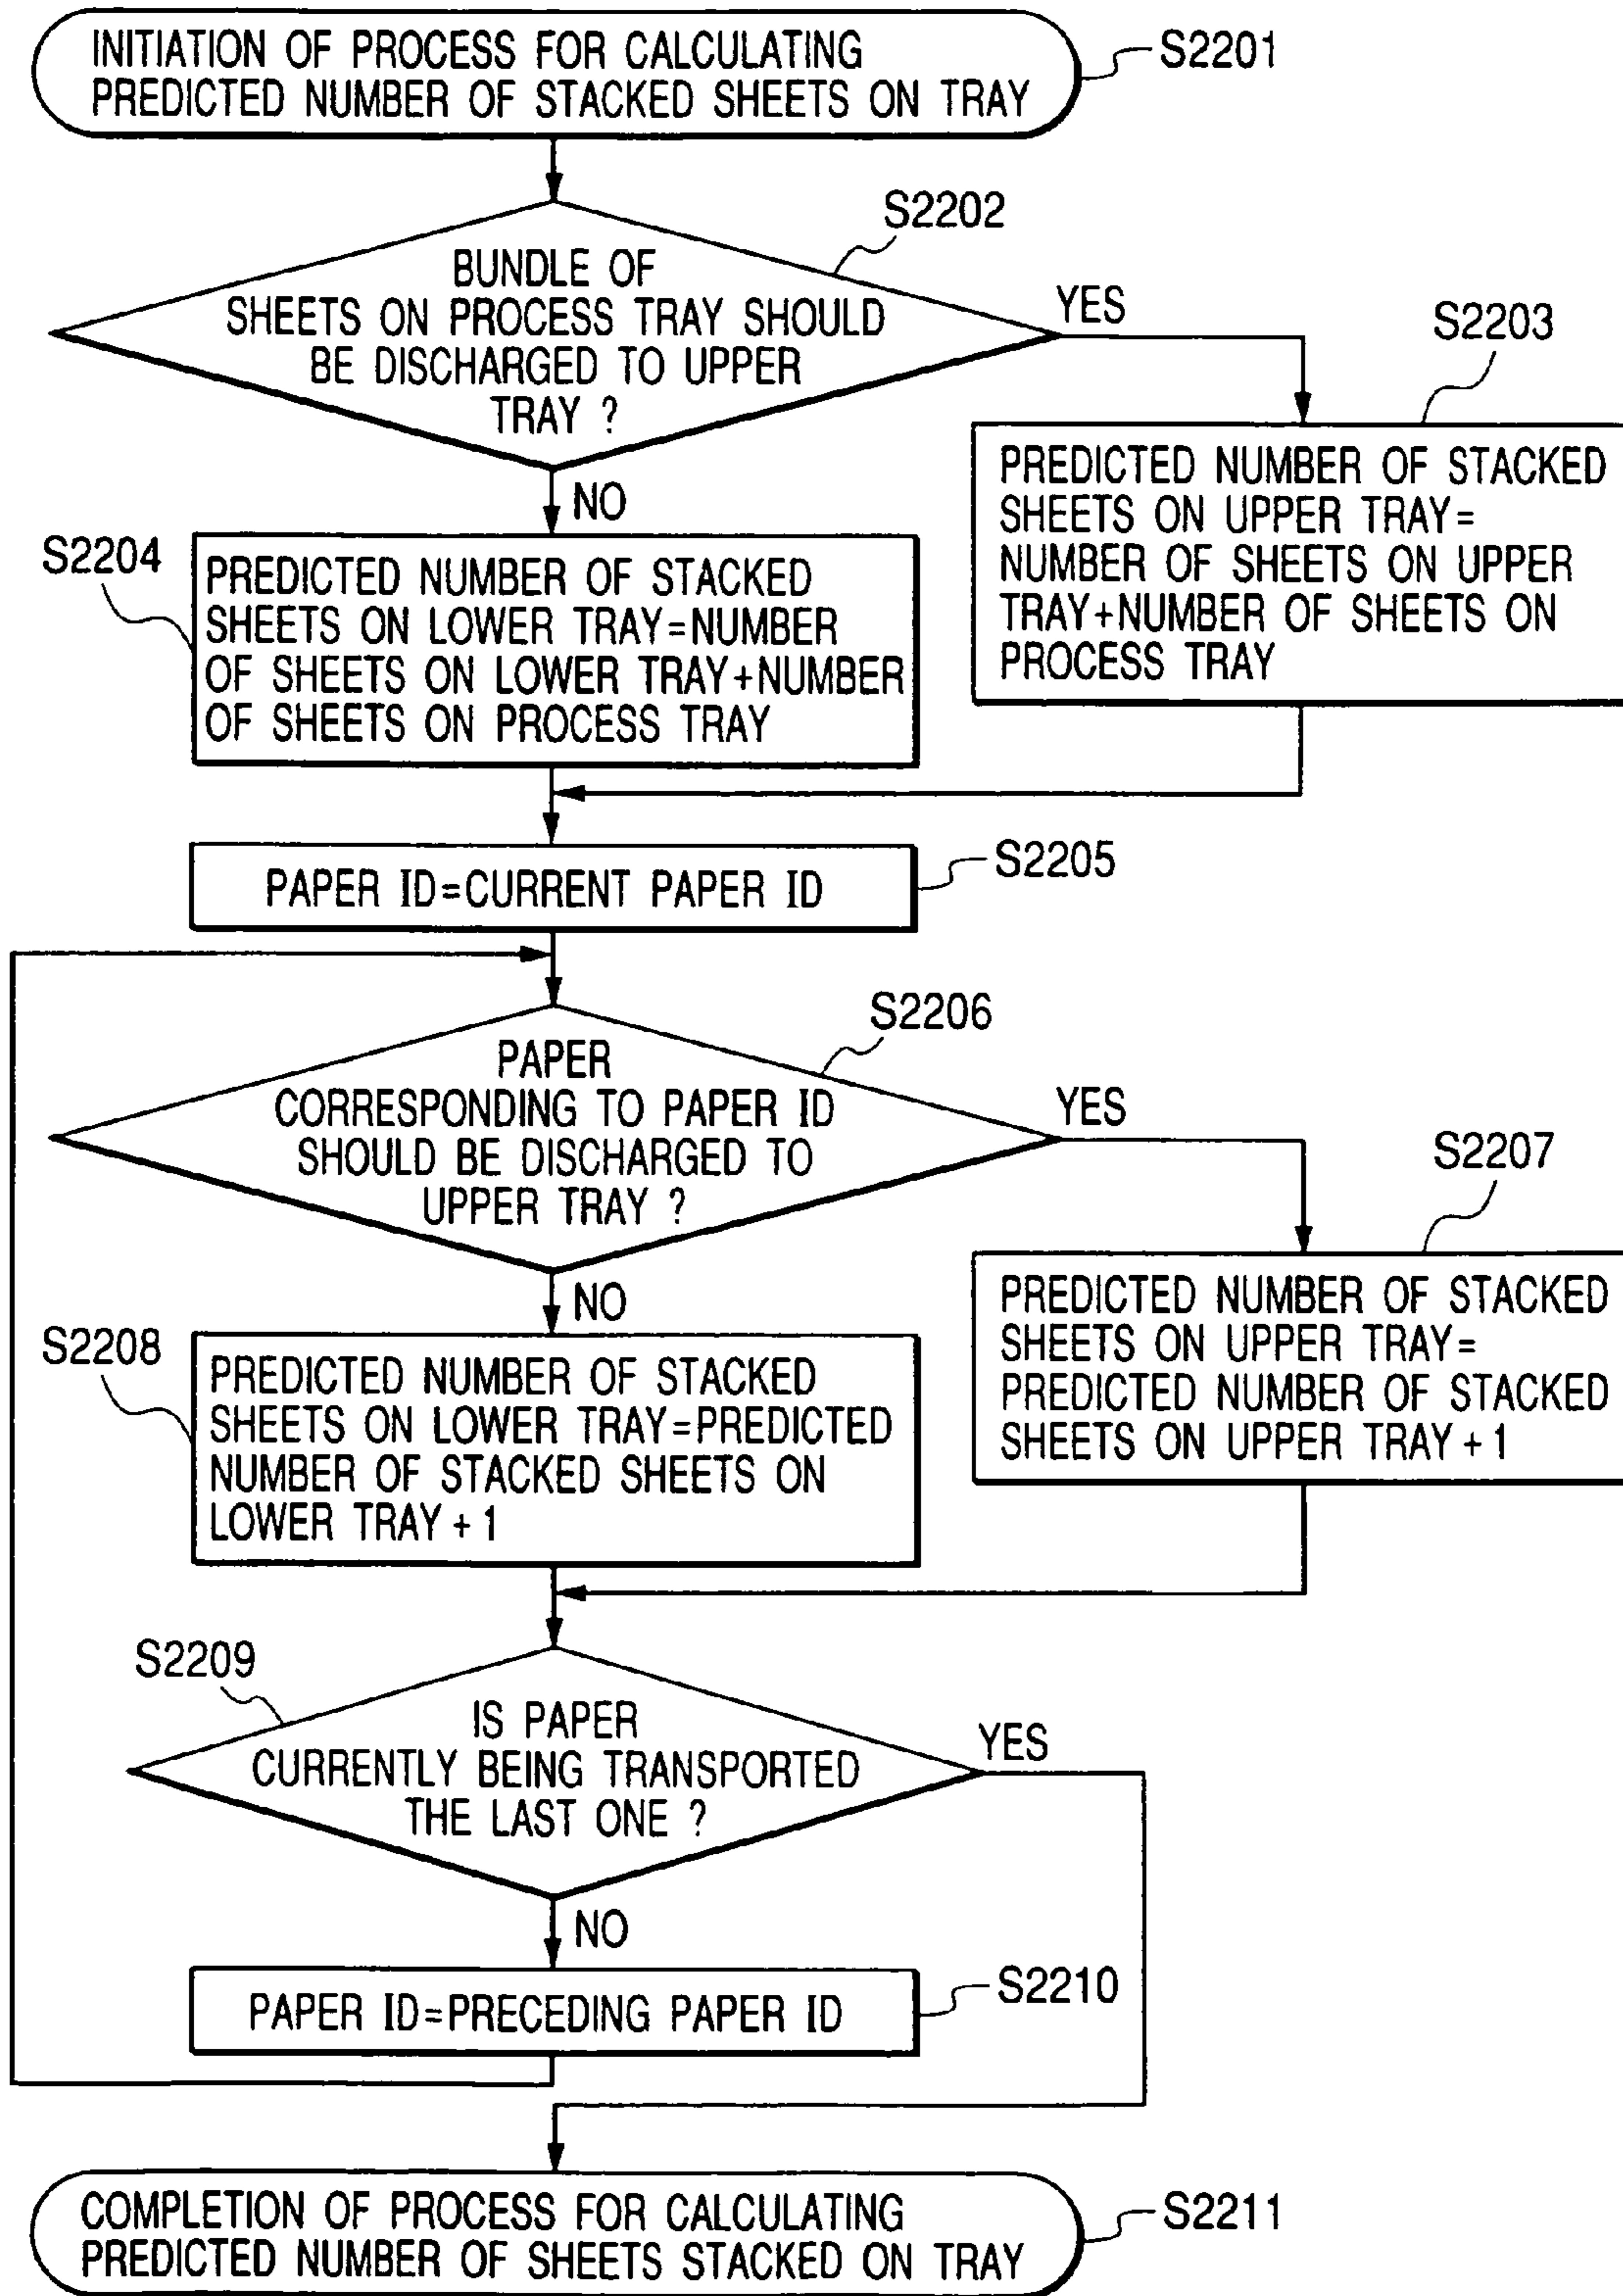 INITIATION OF PROCESS FOR CALCULATING
PREDICTED NUMBER OF STACKED SHEETS ON TRAY
S2201
S2202
BUNDLE OF
SHEETS ON PROCESS TRAY SHOULD
BE DISCHARGED TO UPPER
TRAY ?
YES
S2203
PREDICTED NUMBER OF STACKED
SHEETS ON UPPER TRAY=
NUMBER OF SHEETS ON UPPER
TRAY+NUMBER OF SHEETS ON
PROCESS TRAY
NO
S2204
PREDICTED NUMBER OF STACKED
SHEETS ON LOWER TRAY=NUMBER
OF SHEETS ON LOWER TRAY+NUMBER
OF SHEETS ON PROCESS TRAY
PAPER ID=CURRENT PAPER ID
S2205
S2206
PAPER
CORRESPONDING TO PAPER ID
SHOULD BE DISCHARGED TO
UPPER TRAY ?
YES
S2207
PREDICTED NUMBER OF STACKED
SHEETS ON UPPER TRAY=
PREDICTED NUMBER OF STACKED
SHEETS ON UPPER TRAY+1
NO
S2208
PREDICTED NUMBER OF STACKED
SHEETS ON LOWER TRAY=PREDICTED
NUMBER OF STACKED SHEETS ON
LOWER TRAY+1
S2209
IS PAPER
CURRENTLY BEING TRANSPORTED
THE LAST ONE ?
YES
NO
PAPER ID=PRECEDING PAPER ID
S2210
COMPLETION OF PROCESS FOR CALCULATING
PREDICTED NUMBER OF SHEETS STACKED ON TRAY
S2211